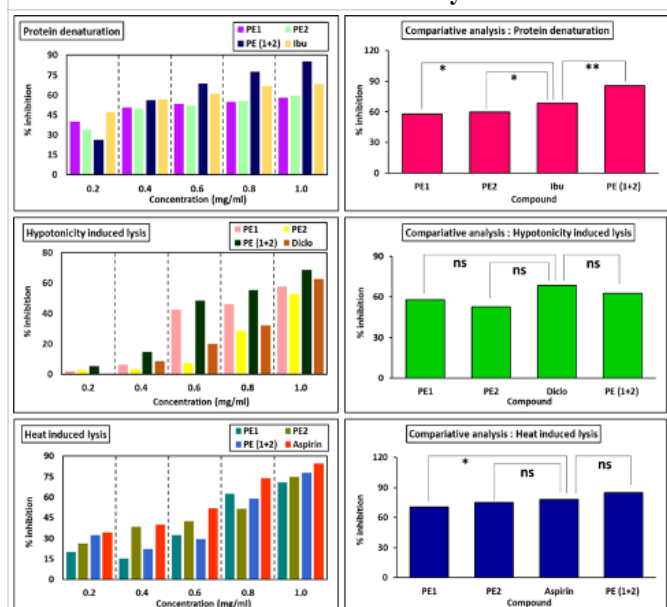 Protein denaturation
PE1 PE2
PE (1+2) Ibu
% inhibition
90
75
60
45
30
15
0
0.2 0.4 0.6 0.8 1.0
Concentration (mg/ml)
Compariative analysis : Protein denaturation
% inhibition
120
90
60
30
0
* * **
PE1 PE2 Ibu PE (1+2)
Compound
Hypotonicity induced lysis
PE1 PE2
PE (1+2) Diclo
% inhibition
80
60
40
20
0
0.2 0.4 0.6 0.8 1.0
Concentration (mg/ml)
Compariative analysis : Hypotonicity induced lysis
% inhibition
90
60
30
0
ns ns ns
PE1 PE2 Diclo PE (1+2)
Compound
Heat induced lysis
PE1 PE2
PE (1+2) Aspirin
% inhibition
90
75
60
45
30
15
0
0.2 0.4 0.6 0.8 1.0
Concentration (mg/ml)
Compariative analysis : Heat induced lysis
% inhibition
120
90
60
30
0
* ns ns
PE1 PE2 Aspirin PE (1+2)
Compound